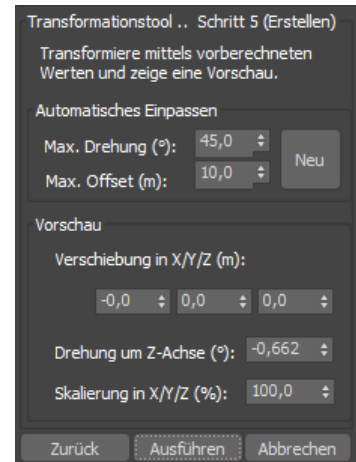 Transformationstool .. Schritt 5 (Erstellen)
Transformiere mittels vorberechneten
Werten und zeige eine Vorschau.
Automatisches Einpassen
Max. Drehung (°): 45,0
Neu
Max. Offset (m): 10,0
Vorschau
Verschiebung in X/Y/Z (m):
-0,0 0,0 0,0
Drehung um Z-Achse (°): -0,662
Skalierung in X/Y/Z (%): 100,0
Zurück Ausführen Abbrechen